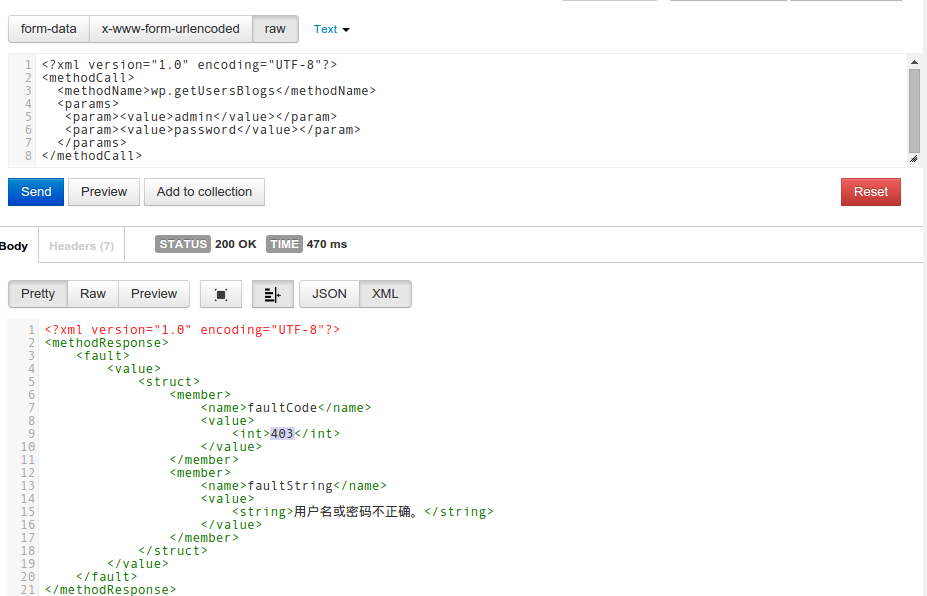 form-data x-www-form-urlencoded raw Text
1 <?xml version="1.0" encoding="UTF-8"?>
2 <methodCall>
3   <methodName>wp.getUsersBlogs</methodName>
4   <params>
5    <param><value>admin</value></param>
6    <param><value>password</value></param>
7   </params>
8 </methodCall>
Send Preview Add to collection Reset
Body Headers (7) STATUS 200 OK TIME 470 ms
Pretty Raw Preview JSON XML
1 <?xml version="1.0" encoding="UTF-8"?>
2 <methodResponse>
3     <fault>
4         <value>
5             <struct>
6                 <member>
7                     <name>faultCode</name>
8                     <value>
9                         <int>403</int>
10                     </value>
11                 </member>
12                 <member>
13                     <name>faultString</name>
14                     <value>
15                         <string>用户名或密码不正确。</string>
16                     </value>
17                 </member>
18             </struct>
19         </value>
20     </fault>
21 </methodResponse>